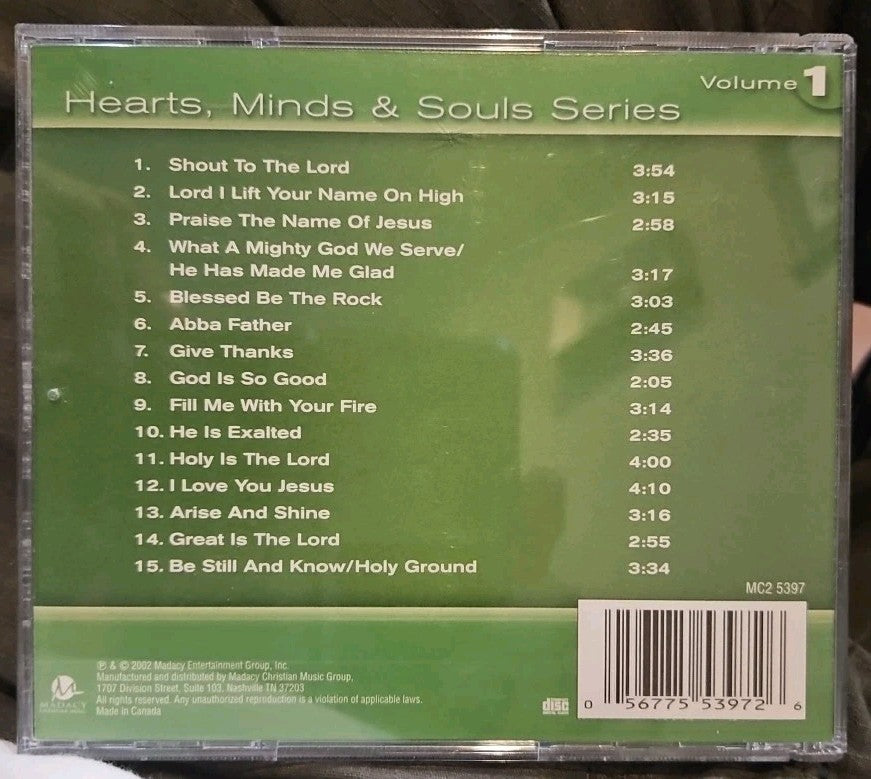 Volume 1
Hearts, Minds & Souls Series
1. Shout To The Lord 3:54
2. Lord I Lift Your Name On High 3:15
3. Praise The Name Of Jesus 2:58
4. What A Mighty God We Serve/
He Has Made Me Glad 3:17
5. Blessed Be The Rock 3:03
6. Abba Father 2:45
7. Give Thanks 3:36
8. God Is So Good 2:05
9. Fill Me With Your Fire 3:14
10. He Is Exalted 2:35
11. Holy Is The Lord 4:00
12. I Love You Jesus 4:10
13. Arise And Shine 3:16
14. Great Is The Lord 2:55
15. Be Still And Know/Holy Ground 3:34
MC2 5397
℗ & © 2002 Madacy Entertainment Group, Inc.
Manufactured and distributed by Madacy Christian Music Group,
1707 Division Street, Suite 103, Nashville TN 37203
All rights reserved. Any unauthorized reproduction is a violation of applicable laws.
Made in Canada
MADACY
disc
0 56775 53972 6